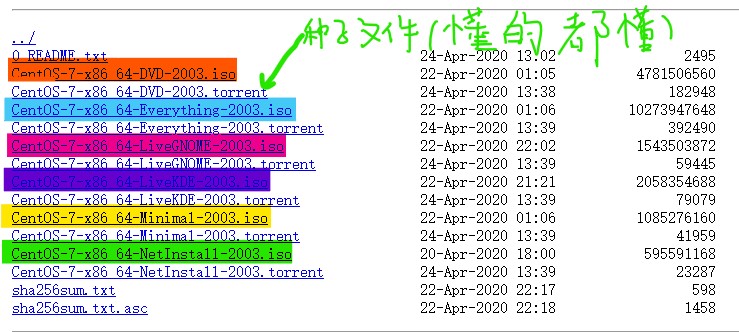 种子文件(懂的都懂)
../
0_README.txt 24-Apr-2020 13:02 2495
CentOS-7-x86_64-DVD-2003.iso 22-Apr-2020 01:05 4781506560
CentOS-7-x86_64-DVD-2003.torrent 24-Apr-2020 13:38 182948
CentOS-7-x86_64-Everything-2003.iso 22-Apr-2020 01:06 10273947648
CentOS-7-x86_64-Everything-2003.torrent 24-Apr-2020 13:39 392490
CentOS-7-x86_64-LiveGNOME-2003.iso 22-Apr-2020 22:02 1543503872
CentOS-7-x86_64-LiveGNOME-2003.torrent 24-Apr-2020 13:39 59445
CentOS-7-x86_64-LiveKDE-2003.iso 22-Apr-2020 21:21 2058354688
CentOS-7-x86_64-LiveKDE-2003.torrent 24-Apr-2020 13:39 79079
CentOS-7-x86_64-Minimal-2003.iso 22-Apr-2020 01:06 1085276160
CentOS-7-x86_64-Minimal-2003.torrent 24-Apr-2020 13:39 41959
CentOS-7-x86_64-NetInstall-2003.iso 20-Apr-2020 18:00 595591168
CentOS-7-x86_64-NetInstall-2003.torrent 24-Apr-2020 13:39 23287
sha256sum.txt 22-Apr-2020 22:17 598
sha256sum.txt.asc 22-Apr-2020 22:18 1458